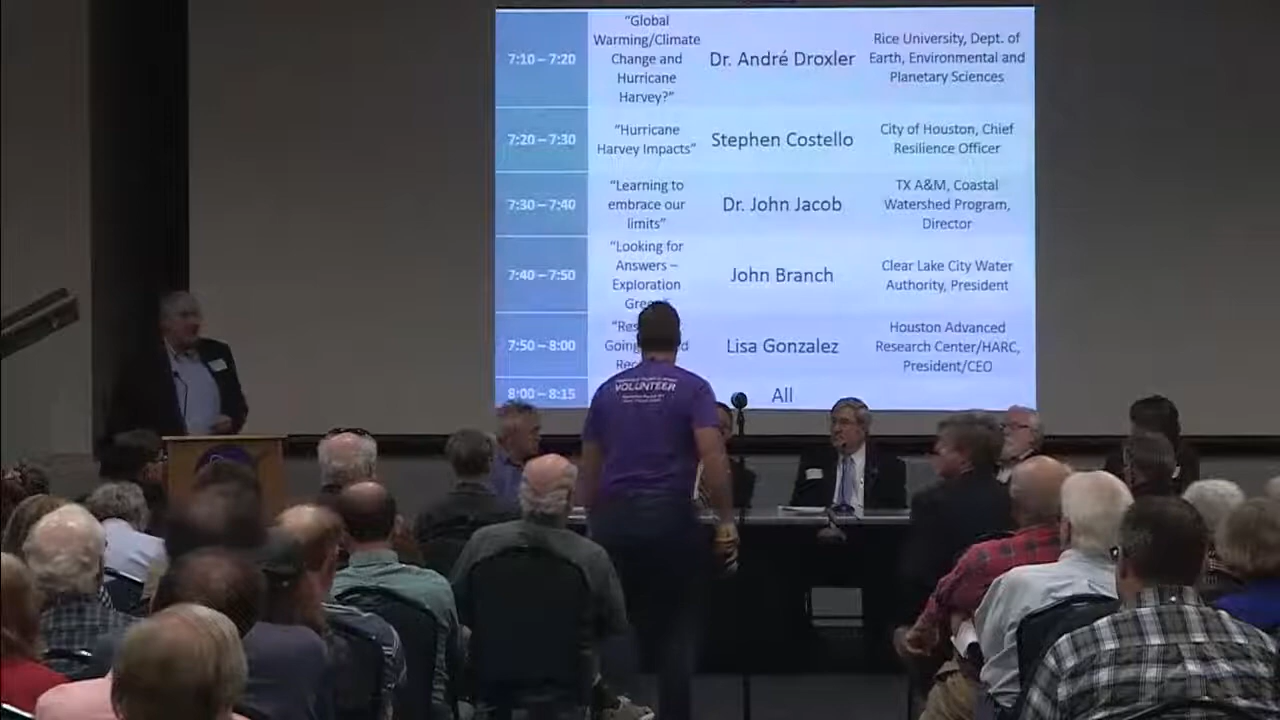 "Global
Warming/Climate
Change and
Hurricane
Harvey?"
7:10 – 7:20
Dr. André Droxler
Rice University, Dept. of
Earth, Environmental and
Planetary Sciences
7:20 – 7:30
"Hurricane
Harvey Impacts"
Stephen Costello
City of Houston, Chief
Resilience Officer
7:30 – 7:40
"Learning to
embrace our
limits"
Dr. John Jacob
TX A&M, Coastal
Watershed Program,
Director
7:40 – 7:50
"Looking for
Answers –
Exploration
John Branch
Clear Lake City Water
Authority, President
7:50 – 8:00
Lisa Gonzalez
Houston Advanced
Research Center/HARC,
President/CEO
8:00 – 8:15
All
VOLUNTEER